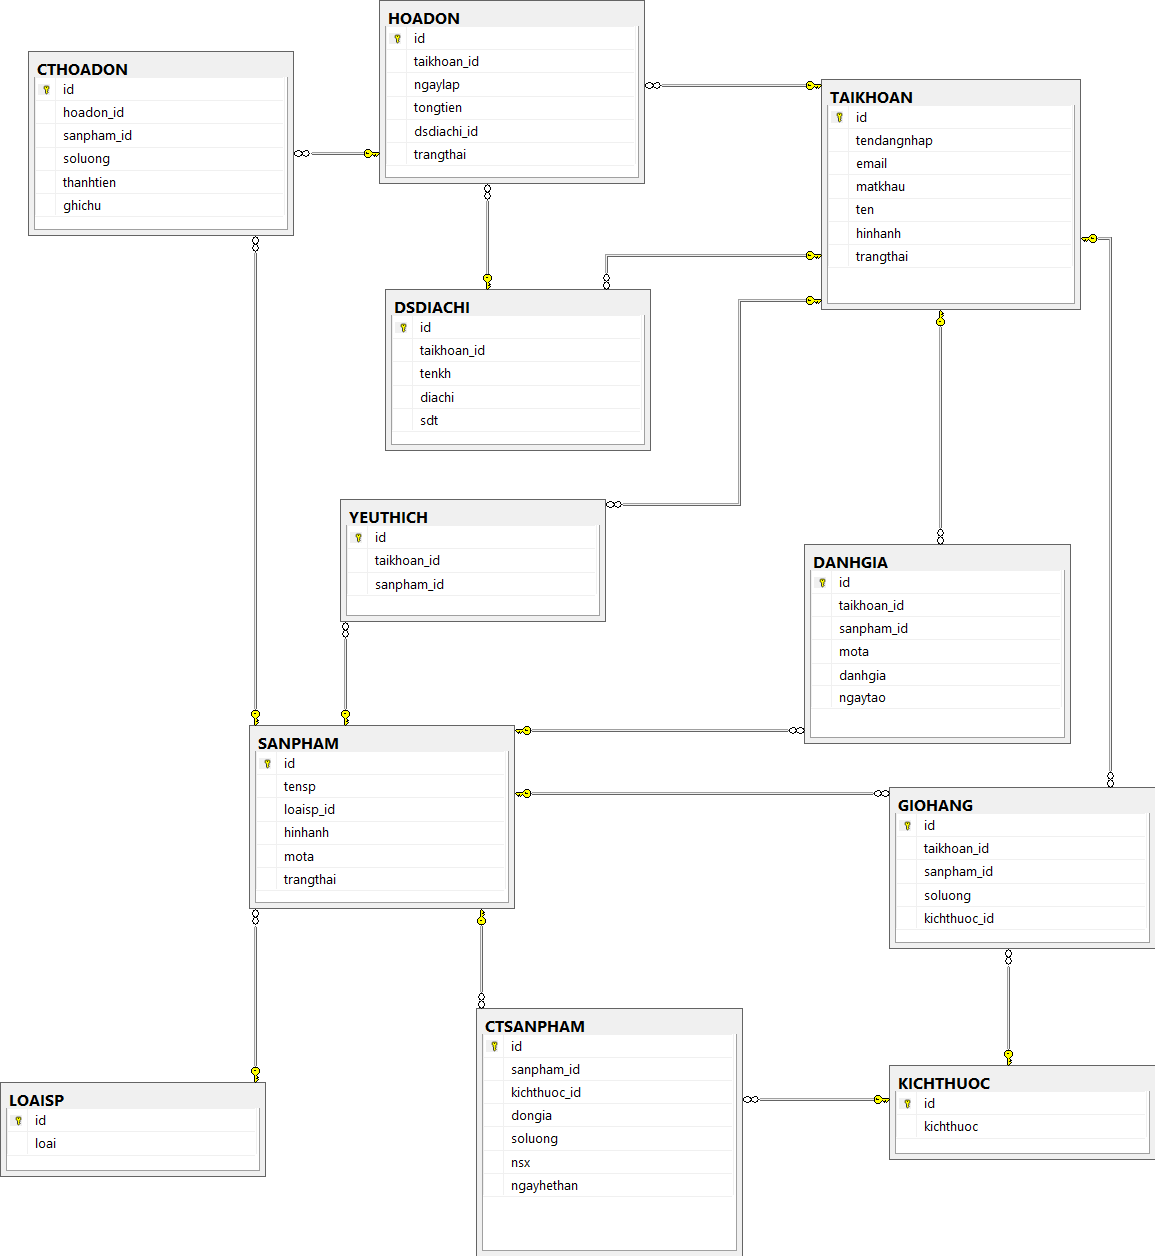 HOADON
id
taikhoan_id
ngaylap
tongtien
dsdiachi_id
trangthai
CTHOADON
id
hoadon_id
sanpham_id
soluong
thanhtien
ghichu
TAIKHOAN
id
tendangnhap
email
matkhau
ten
hinhanh
trangthai
DSDIACHI
id
taikhoan_id
tenkh
diachi
sdt
YEUTHICH
id
taikhoan_id
sanpham_id
DANHGIA
id
taikhoan_id
sanpham_id
mota
danhgia
ngaytao
SANPHAM
id
tensp
loaisp_id
hinhanh
mota
trangthai
GIOHANG
id
taikhoan_id
sanpham_id
soluong
kichthuoc_id
CTSANPHAM
id
sanpham_id
kichthuoc_id
dongia
soluong
nsx
ngayhethan
KICHTHUOC
id
kichthuoc
LOAISP
id
loai